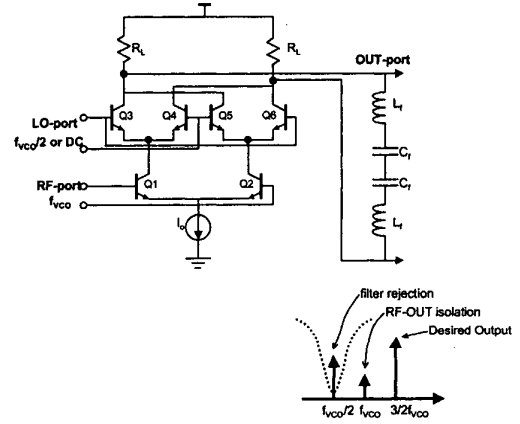 R_L
R_L
OUT-port
Q3
Q4
Q5
Q6
L_f
LO-port
f_VCO/2 or DC
C_f
C_f
RF-port
Q1
Q2
f_VCO
L_f
I_o
filter rejection
RF-OUT isolation
Desired Output
f_VCO/2 f_VCO 3/2f_VCO